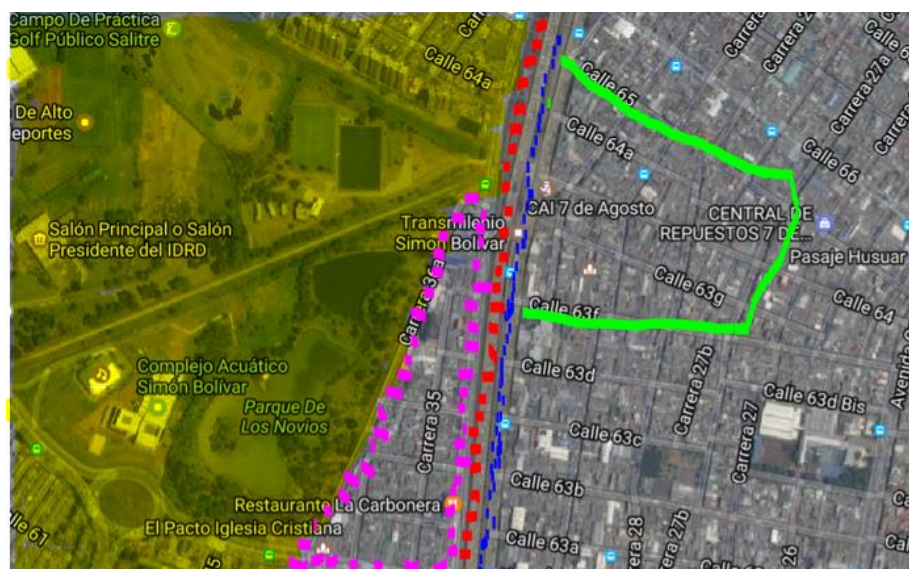 Campo De Práctica
Golf Público Salitre
Calle 64a
Carrera 27a
De Alto
Calle 65
Calle 66
Calle 64a
Salón Principal o Salón
Presidente del IDRD
Transmilenio
Simón Bolívar
CAI 7 de Agosto
CENTRAL DE
REPUESTOS 7 DE...
Pasaje Husuar
Carrera 36a
Calle 63g
Calle 64
Calle 63f
Complejo Acuático
Simón Bolívar
Calle 63d
Carrera 27b
Calle 63d Bis
Parque De
Los Novios
Carrera 35
Calle 63c
Carrera 27
Calle 63b
Restaurante La Carbonera
El Pacto Iglesia Cristiana
Calle 63a
Carrera 28
Carrera 27b